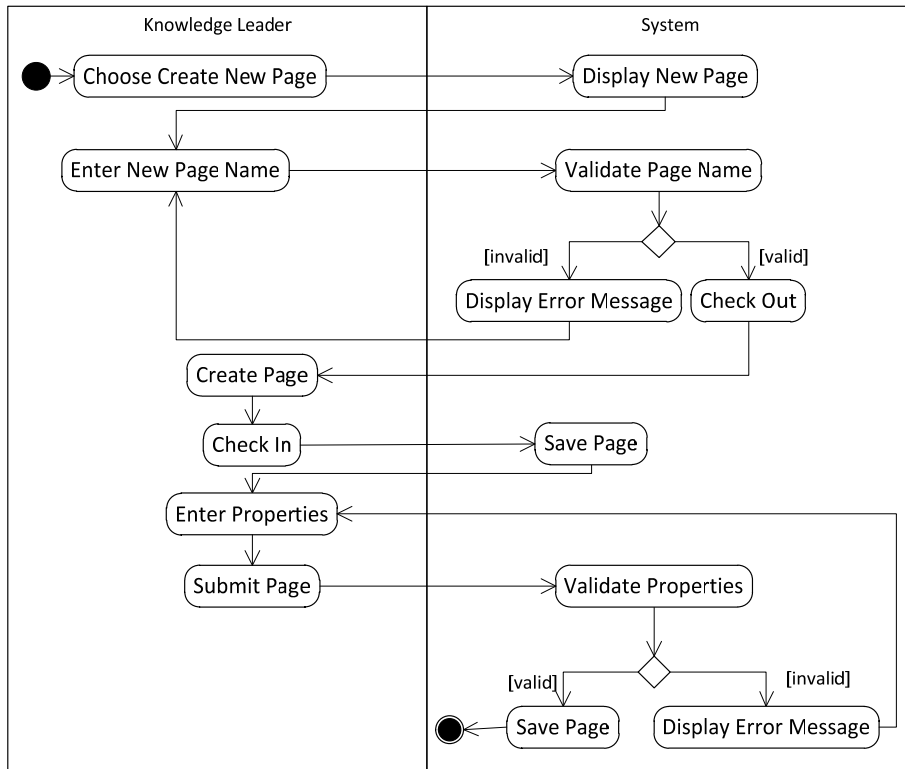 Knowledge Leader
System
Choose Create New Page
Display New Page
Enter New Page Name
Validate Page Name
[invalid]
[valid]
Display Error Message
Check Out
Create Page
Check In
Save Page
Enter Properties
Submit Page
Validate Properties
[valid]
[invalid]
Save Page
Display Error Message